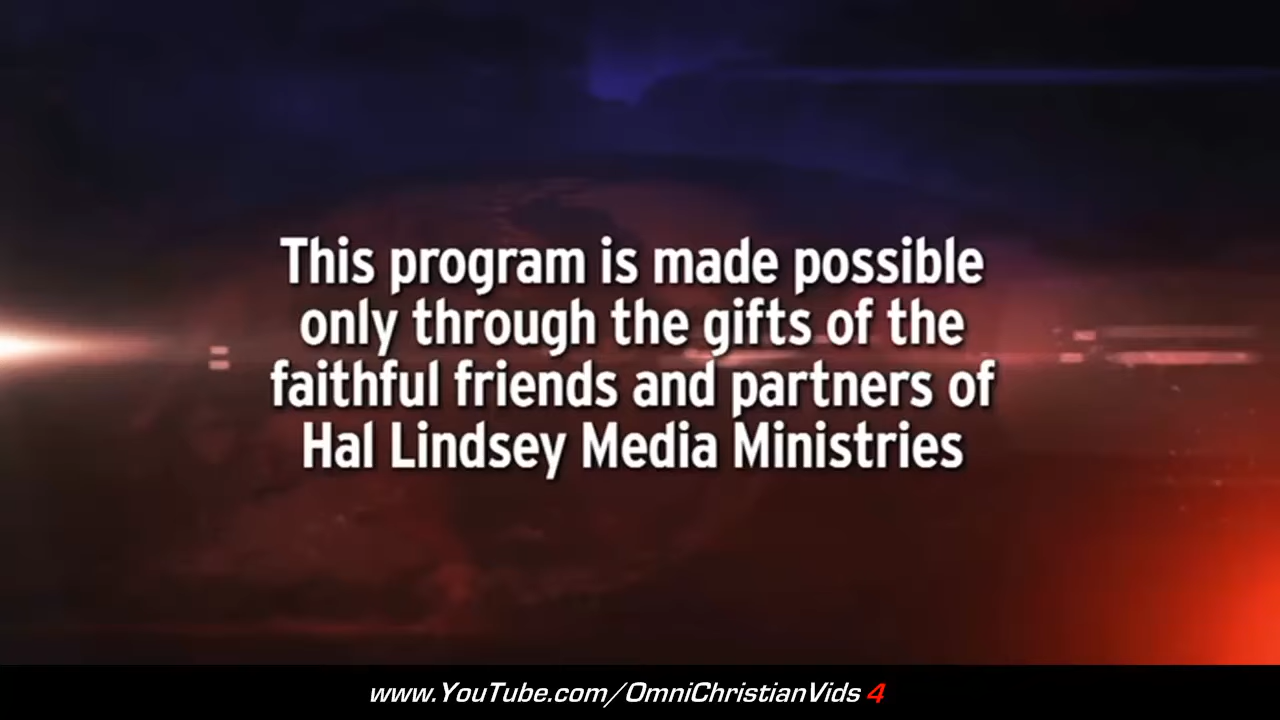 This program is made possible
only through the gifts of the
faithful friends and partners of
Hal Lindsey Media Ministries
www.YouTube.com/OmniChristianVids 4